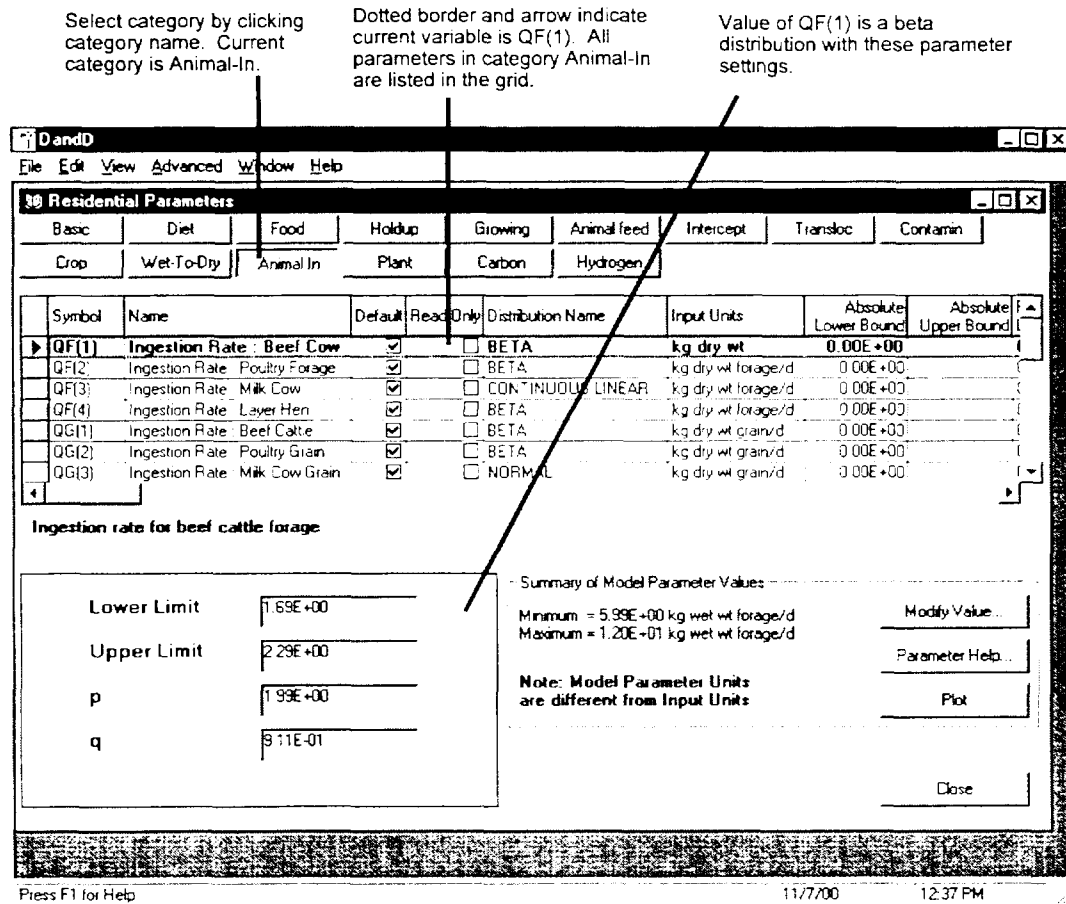 Select category by clicking
category name. Current
category is Animal-In.
Dotted border and arrow indicate
current variable is QF(1). All
parameters in category Animal-In
are listed in the grid.
Value of QF(1) is a beta
distribution with these parameter
settings.
DandD
File Edit View Advanced Window Help
Residential Parameters
Basic Diet Food Holdup Growing Animal feed Intercept Transloc Contamin
Crop Wet-To-Dry Animal In Plant Carbon Hydrogen
Symbol Name Default Read Only Distribution Name Input Units Absolute Lower Bound Absolute Upper Bound
QF(1) Ingestion Rate : Beef Cow BETA kg dry wt 0.00E+00
QF(2) Ingestion Rate Poultry Forage BETA kg dry wt forage/d 0.00E+00
QF(3) Ingestion Rate Milk Cow CONTINUOUS LINEAR kg dry wt forage/d 0.00E+00
QF(4) Ingestion Rate Layer Hen BETA kg dry wt forage/d 0.00E+00
QG(1) Ingestion Rate : Beef Cattle BETA kg dry wt grain/d 0.00E+00
QG(2) Ingestion Rate Poultry Grain BETA kg dry wt grain/d 0.00E+00
QG(3) Ingestion Rate Milk Cow Grain NORMAL kg dry wt grain/d 0.00E+00
Ingestion rate for beef cattle forage
Lower Limit 1.69E+00
Upper Limit 2.29E+00
p 1.99E+00
q 9.11E-01
Summary of Model Parameter Values
Minimum = 5.99E+00 kg wet wt forage/d
Maximum = 1.20E+01 kg wet wt forage/d
Note: Model Parameter Units
are different from Input Units
Modify Value...
Parameter Help...
Plot
Close
Press F1 for Help 11/7/00 12:37 PM